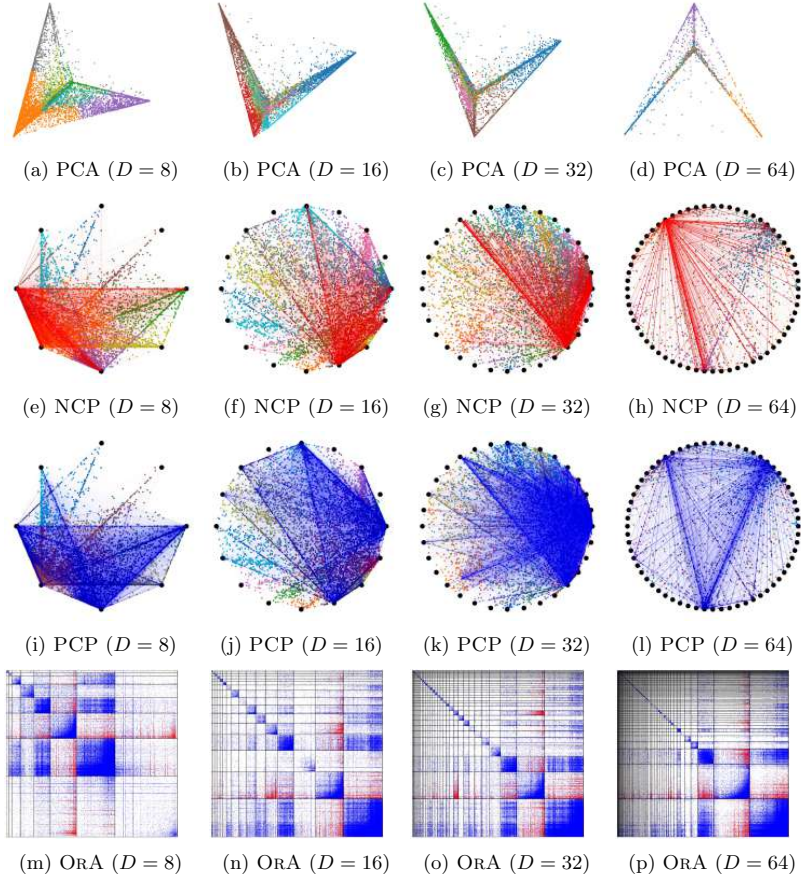 (a) PCA (D = 8)
(b) PCA (D = 16)
(c) PCA (D = 32)
(d) PCA (D = 64)
(e) NCP (D = 8)
(f) NCP (D = 16)
(g) NCP (D = 32)
(h) NCP (D = 64)
(i) PCP (D = 8)
(j) PCP (D = 16)
(k) PCP (D = 32)
(l) PCP (D = 64)
(m) ORA (D = 8)
(n) ORA (D = 16)
(o) ORA (D = 32)
(p) ORA (D = 64)